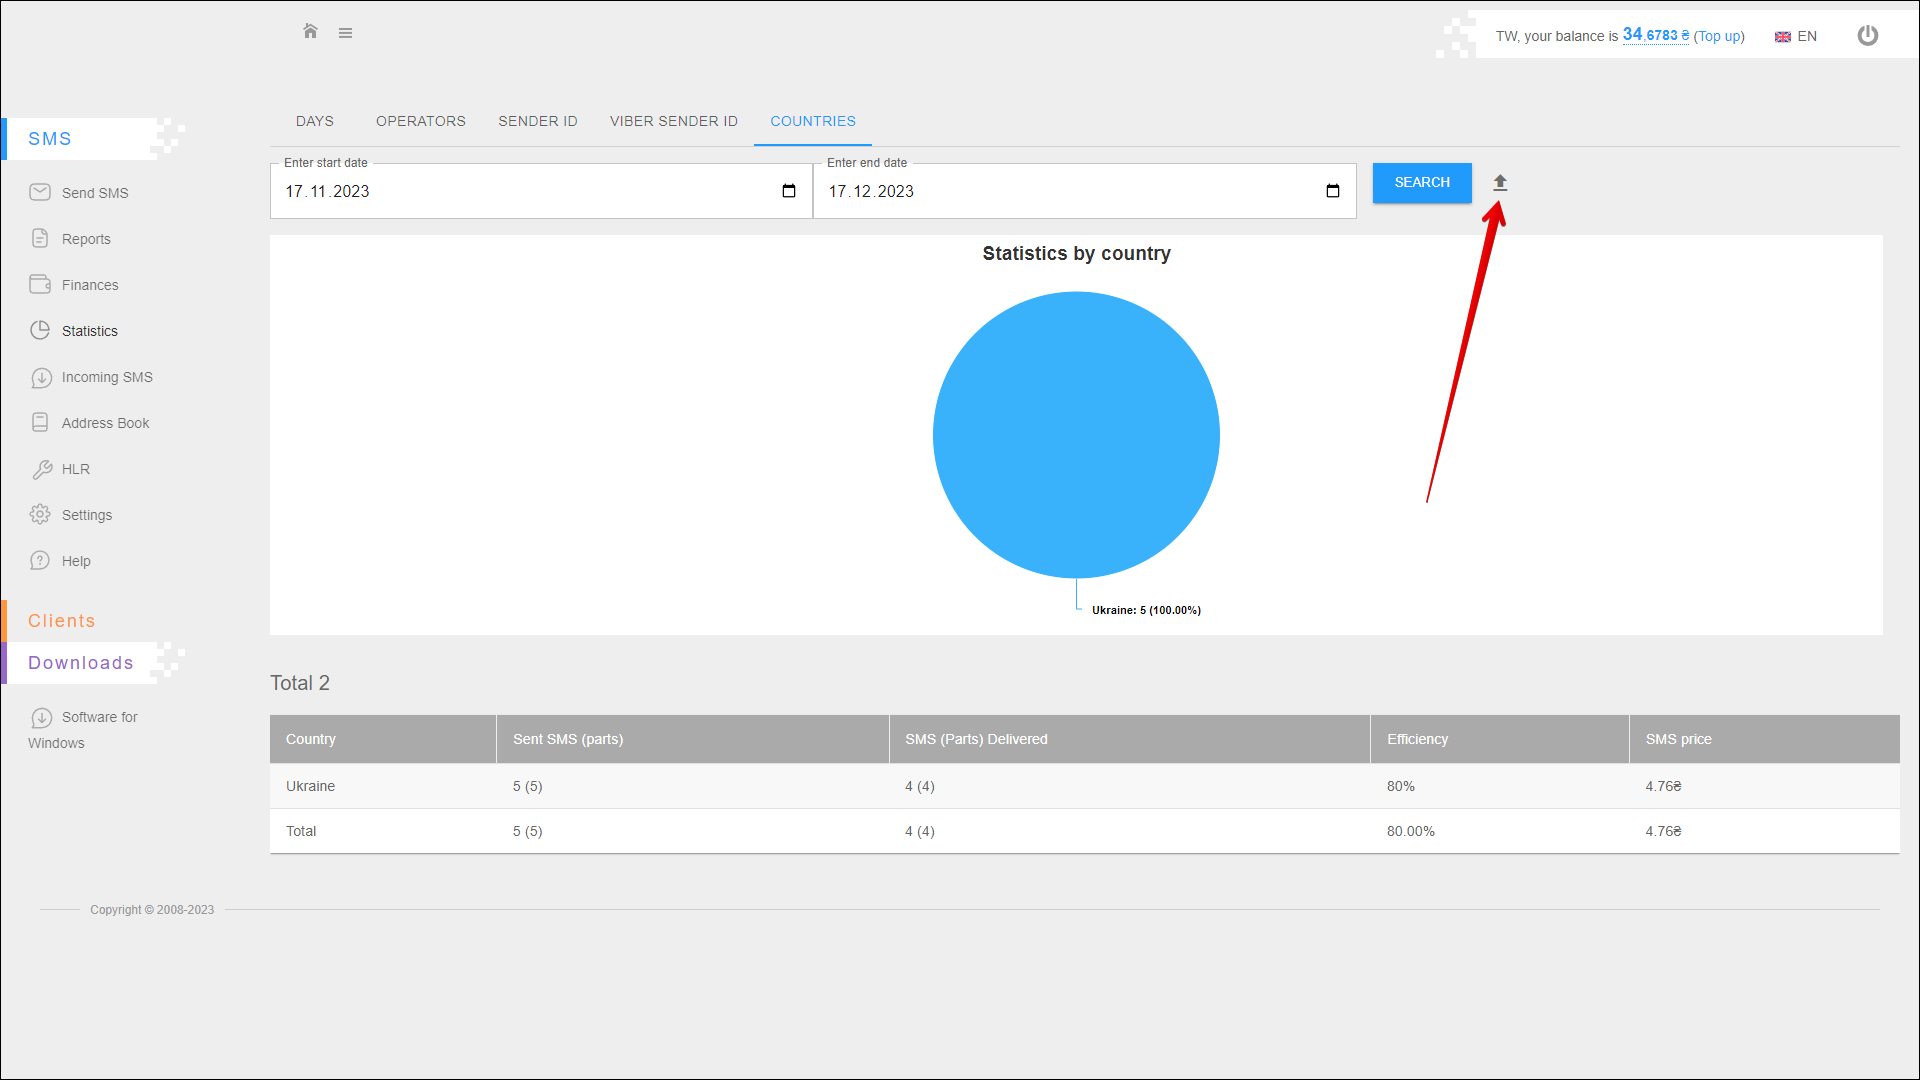 TW, your balance is 34,6783 ₴ (Top up)
EN
SMS
Send SMS
Reports
Finances
Statistics
Incoming SMS
Address Book
HLR
Settings
Help
Clients
Downloads
Software for
Windows
DAYS OPERATORS SENDER ID VIBER SENDER ID COUNTRIES
Enter start date
17.11.2023
Enter end date
17.12.2023
SEARCH
Statistics by country
Ukraine: 5 (100.00%)
Total 2
Country Sent SMS (parts) SMS (Parts) Delivered Efficiency SMS price
Ukraine 5 (5) 4 (4) 80% 4.76₴
Total 5 (5) 4 (4) 80.00% 4.76₴
Copyright © 2008-2023